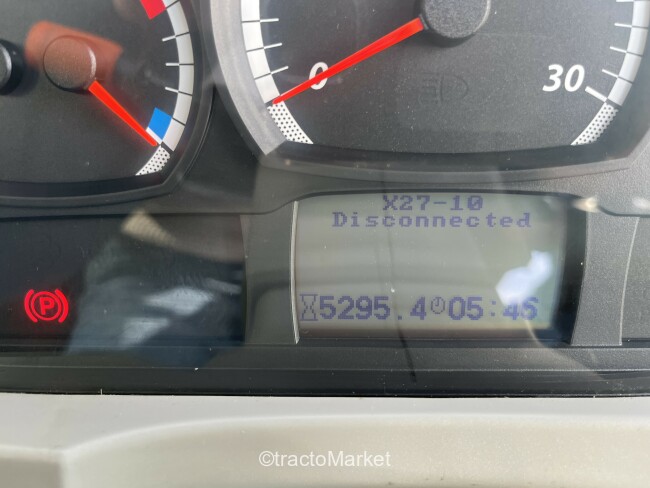 0
30
X27-10
Disconnected
5295.4 05:46
P
©tractoMarket